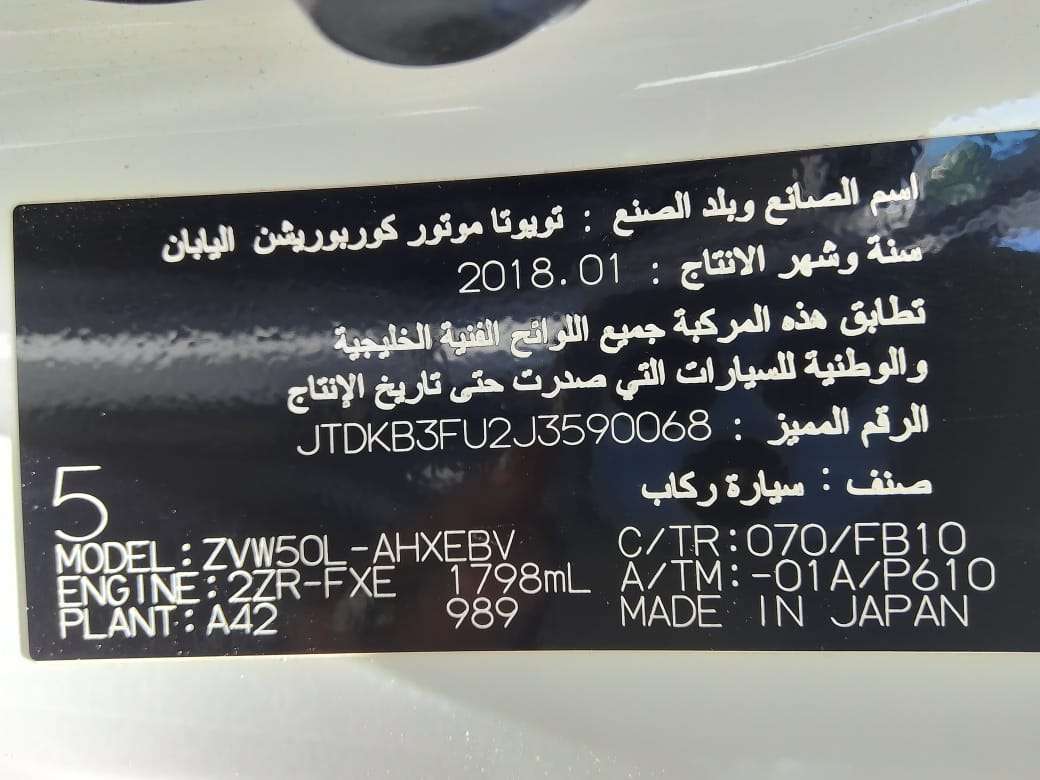 اسم الصانع وبلد الصنع : تويوتا موتور كوربوريشن اليابان
سنة وشهر الانتاج : 2018.01
تطابق هذه المركبة جميع اللوائح الفنية الخليجية
والوطنية للسيارات التي صدرت حتى تاريخ الإنتاج
الرقم المميز : JTDKB3FU2J3590068
صنف : سيارة ركاب
5
MODEL:ZVW50L-AHXEBV C/TR:070/FB10
ENGINE:2ZR-FXE 1798mL A/TM:-01A/P610
PLANT:A42 989 MADE IN JAPAN